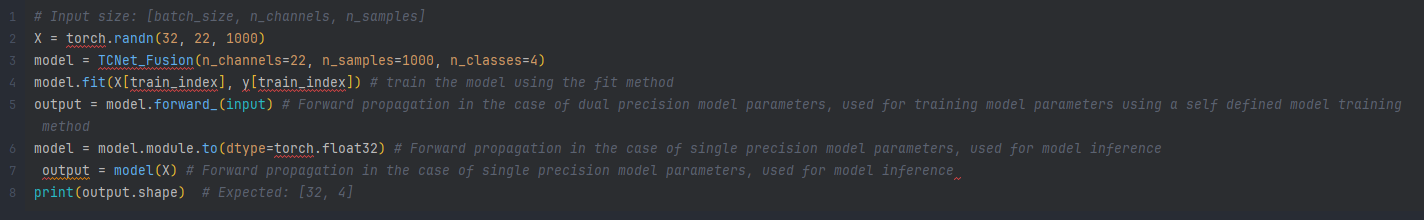 1 # Input size: [batch_size, n_channels, n_samples]
2 X = torch.randn(32, 22, 1000)
3 model = TCNet_Fusion(n_channels=22, n_samples=1000, n_classes=4)
4 model.fit(X[train_index], y[train_index]) # train the model using the fit method
5 output = model.forward_(input) # Forward propagation in the case of dual precision model parameters, used for training model parameters using a self defined model training
method
6 model = model.module.to(dtype=torch.float32) # Forward propagation in the case of single precision model parameters, used for model inference
7 output = model(X) # Forward propagation in the case of single precision model parameters, used for model inference
8 print(output.shape)  # Expected: [32, 4]